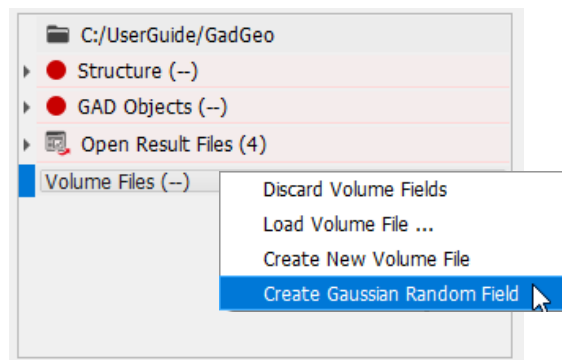 C:/UserGuide/GadGeo
Structure (--)
GAD Objects (--)
Open Result Files (4)
Volume Files (--)
Discard Volume Fields
Load Volume File ...
Create New Volume File
Create Gaussian Random Field